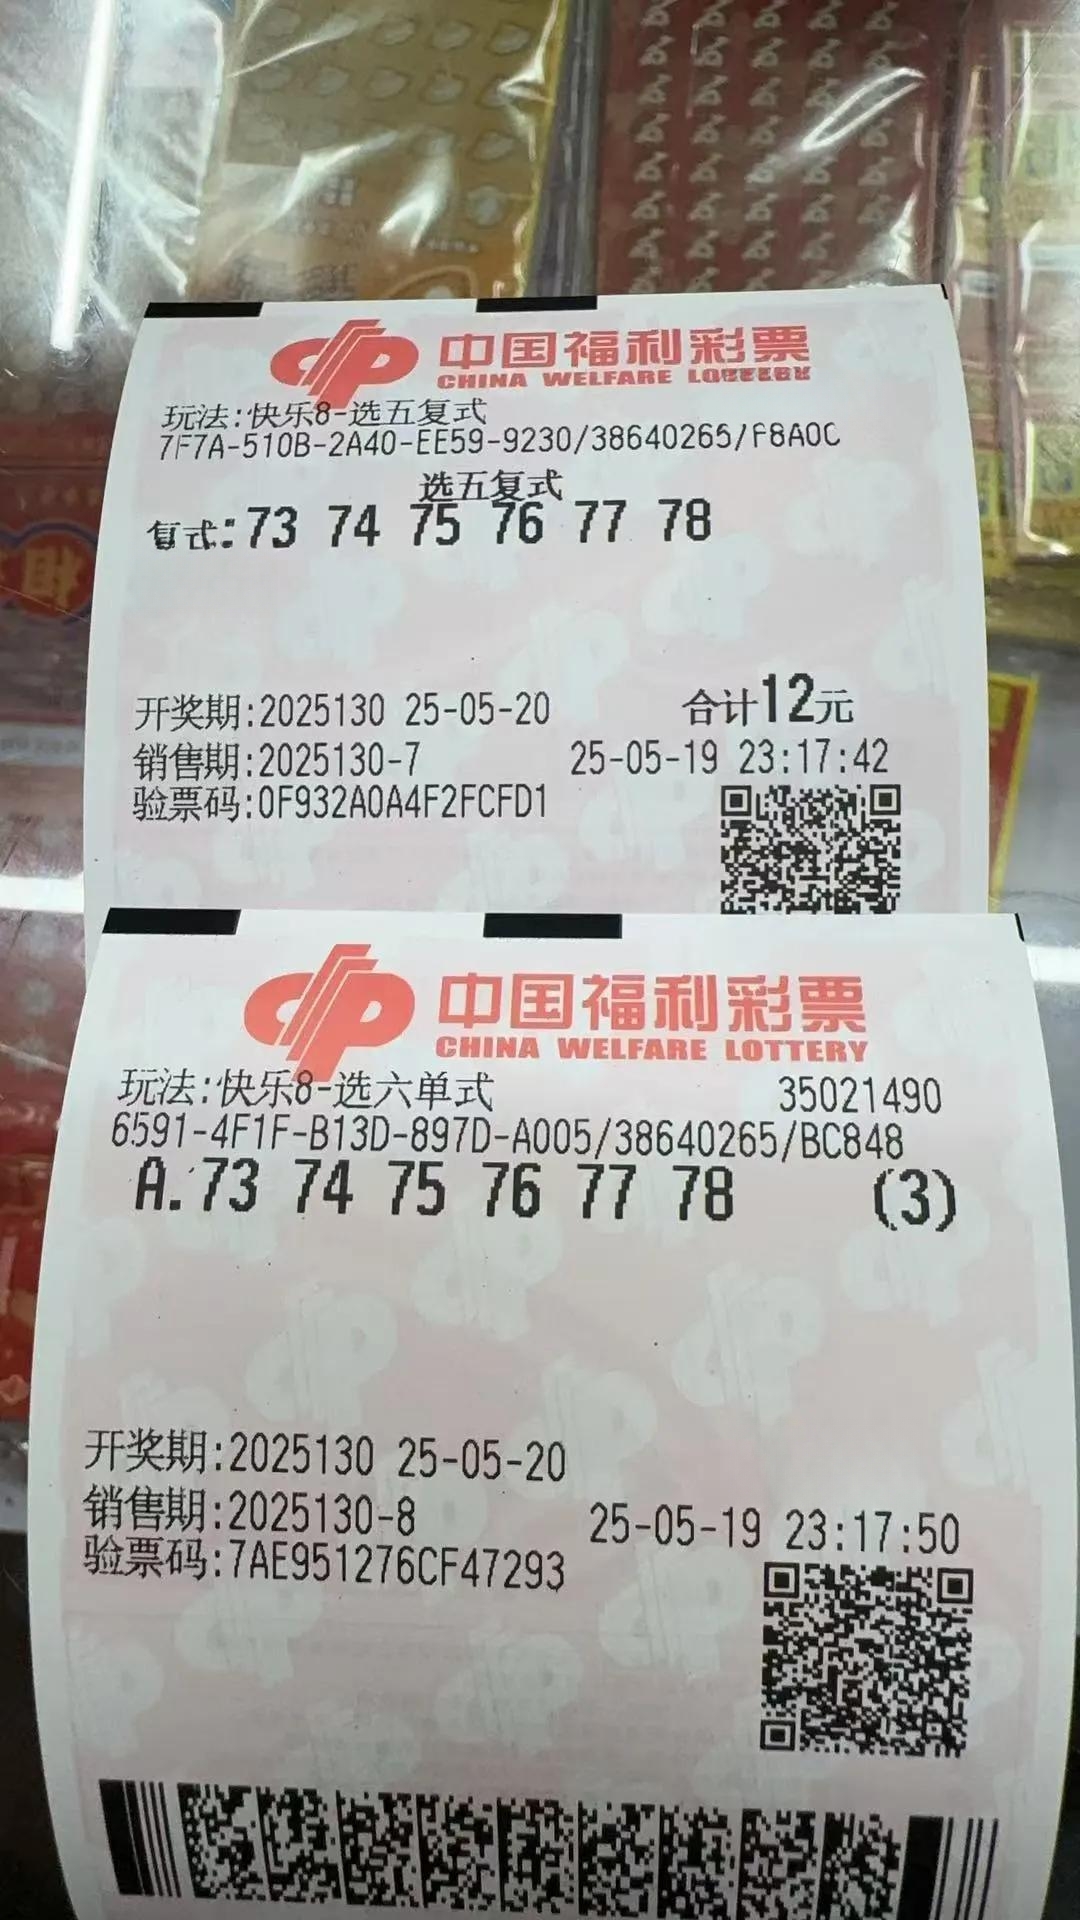 中国福利彩票
CHINA WELFARE LOTTERY
玩法:快乐8-选五复式
7F7A-510B-2A40-EE59-9230/38640265/F8A0C
选五复式
复式:73 74 75 76 77 78
开奖期:2025130 25-05-20 合计12元
销售期:2025130-7 25-05-19 23:17:42
验票码:0F932A0A4F2FCFD1
中国福利彩票
CHINA WELFARE LOTTERY
玩法:快乐8-选六单式 35021490
6591-4F1F-B13D-897D-A005/38640265/BC848
A.73 74 75 76 77 78 (3)
开奖期:2025130 25-05-20
销售期:2025130-8 25-05-19 23:17:50
验票码:7AE951276CF47293